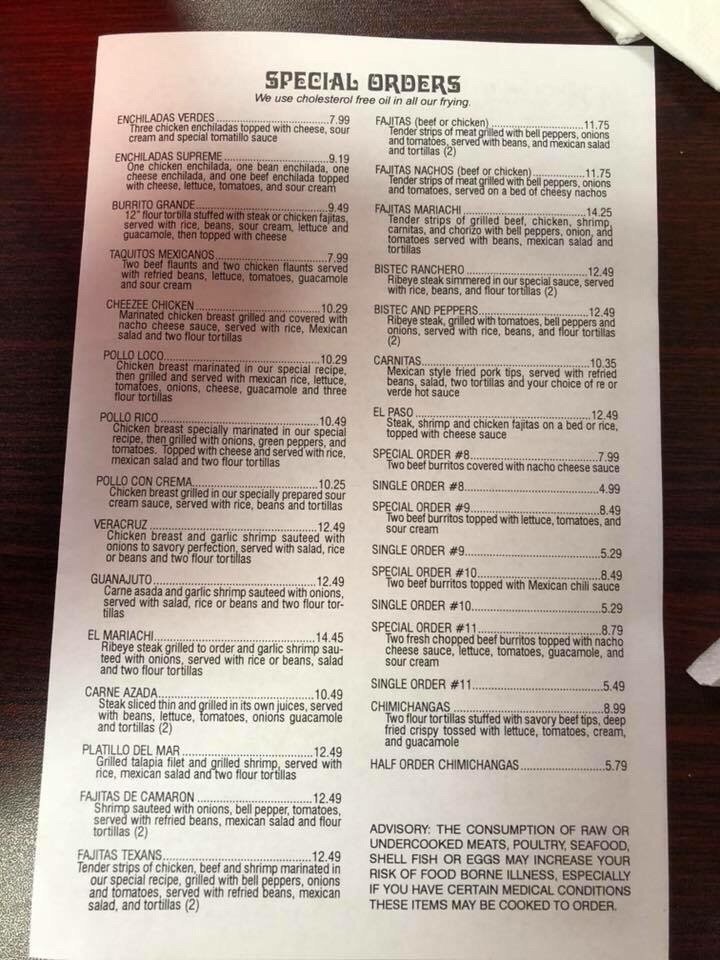 SPECIAL ORDERS
We use cholesterol free oil in all our frying.
ENCHILADAS VERDES..............................7.99
Three chicken enchiladas topped with cheese, sour
cream and special tomatillo sauce
ENCHILADAS SUPREME..........................9.19
One chicken enchilada, one bean enchilada, one
cheese enchilada, and one beef enchilada topped
with cheese, lettuce, tomatoes, and sour cream
BURRITO GRANDE...................................9.49
12" flour tortilla stuffed with steak or chicken fajitas,
served with rice, beans, sour cream, lettuce and
guacamole, then topped with cheese
TAQUITOS MEXICANOS.............................7.99
Two beef flaunts and two chicken flaunts served
with refried beans, lettuce, tomatoes, guacamole
and sour cream
CHEEZEE CHICKEN.................................10.29
Marinated chicken breast grilled and covered with
nacho cheese sauce, served with rice, Mexican
salad and two flour tortillas
POLLO LOCO..........................................10.29
Chicken breast marinated in our special recipe,
then grilled and served with mexican rice, lettuce,
tomatoes, onions, cheese, guacamole and three
flour tortillas
POLLO RICO...........................................10.49
Chicken breast specially marinated in our special
recipe, then grilled with onions, green peppers, and
tomatoes. Topped with cheese and served with rice,
mexican salad and two flour tortillas
POLLO CON CREMA.................................10.25
Chicken breast grilled in our specially prepared sour
cream sauce, served with rice, beans and tortillas
VERACRUZ.............................................12.49
Chicken breast and garlic shrimp sauteed with
onions to savory perfection, served with salad, rice
or beans and two flour tortillas
GUANAJUTO...........................................12.49
Carne asada and garlic shrimp sauteed with onions,
served with salad, rice or beans and two flour tor-
tillas
EL MARIACHI..........................................14.45
Ribeye steak grilled to order and garlic shrimp sau-
teed with onions, served with rice or beans, salad
and two flour tortillas
CARNE AZADA.........................................10.49
Steak sliced thin and grilled in its own juices, served
with beans, lettuce, tomatoes, onions guacamole
and tortillas (2)
PLATILLO DEL MAR..................................12.49
Grilled talapia filet and grilled shrimp, served with
rice, mexican salad and two flour tortillas
FAJITAS DE CAMARON..............................12.49
Shrimp sauteed with onions, bell pepper, tomatoes,
served with refried beans, mexican salad and flour
tortillas (2)
FAJITAS TEXANS......................................12.49
Tender strips of chicken, beef and shrimp marinated in
our special recipe, grilled with bell peppers, onions
and tomatoes, served with refried beans, mexican
salad, and tortillas (2)
FAJITAS (beef or chicken)..........................11.75
Tender strips of meat grilled with bell peppers, onions
and tomatoes, served with beans, and mexican salad
and tortillas (2)
FAJITAS NACHOS (beef or chicken)...............11.75
Tender strips of meat grilled with bell peppers, onions
and tomatoes, served on a bed of cheesy nachos
FAJITAS MARIACHI...................................14.25
Tender strips of grilled beef, chicken, shrimp,
carnitas, and chorizo with bell peppers, onion, and
tomatoes served with beans, mexican salad and
tortillas
BISTEC RANCHERO..................................12.49
Ribeye steak simmered in our special sauce, served
with rice, beans, and flour tortillas (2)
BISTEC AND PEPPERS...............................12.49
Ribeye steak, grilled with tomatoes, bell peppers and
onions, served with rice, beans, and flour tortillas
(2)
CARNITAS..............................................10.35
Mexican style fried pork tips, served with refried
beans, salad, two tortillas and your choice of re or
verde hot sauce
EL PASO................................................12.49
Steak, shrimp and chicken fajitas on a bed or rice,
topped with cheese sauce
SPECIAL ORDER #8...................................7.99
Two beef burritos covered with nacho cheese sauce
SINGLE ORDER #8.....................................4.99
SPECIAL ORDER #9...................................8.49
Two beef burritos topped with lettuce, tomatoes, and
sour cream
SINGLE ORDER #9.....................................5.29
SPECIAL ORDER #10..................................8.49
Two beef burritos topped with Mexican chili sauce
SINGLE ORDER #10....................................5.29
SPECIAL ORDER #11..................................8.79
Two fresh chopped beef burritos topped with nacho
cheese sauce, lettuce, tomatoes, guacamole, and
sour cream
SINGLE ORDER #11....................................5.49
CHIMICHANGAS.......................................8.99
Two flour tortillas stuffed with savory beef tips, deep
fried crispy tossed with lettuce, tomatoes, cream,
and guacamole
HALF ORDER CHIMICHANGAS......................5.79
ADVISORY: THE CONSUMPTION OF RAW OR
UNDERCOOKED MEATS, POULTRY, SEAFOOD,
SHELL FISH OR EGGS MAY INCREASE YOUR
RISK OF FOOD BORNE ILLNESS, ESPECIALLY
IF YOU HAVE CERTAIN MEDICAL CONDITIONS
THESE ITEMS MAY BE COOKED TO ORDER.